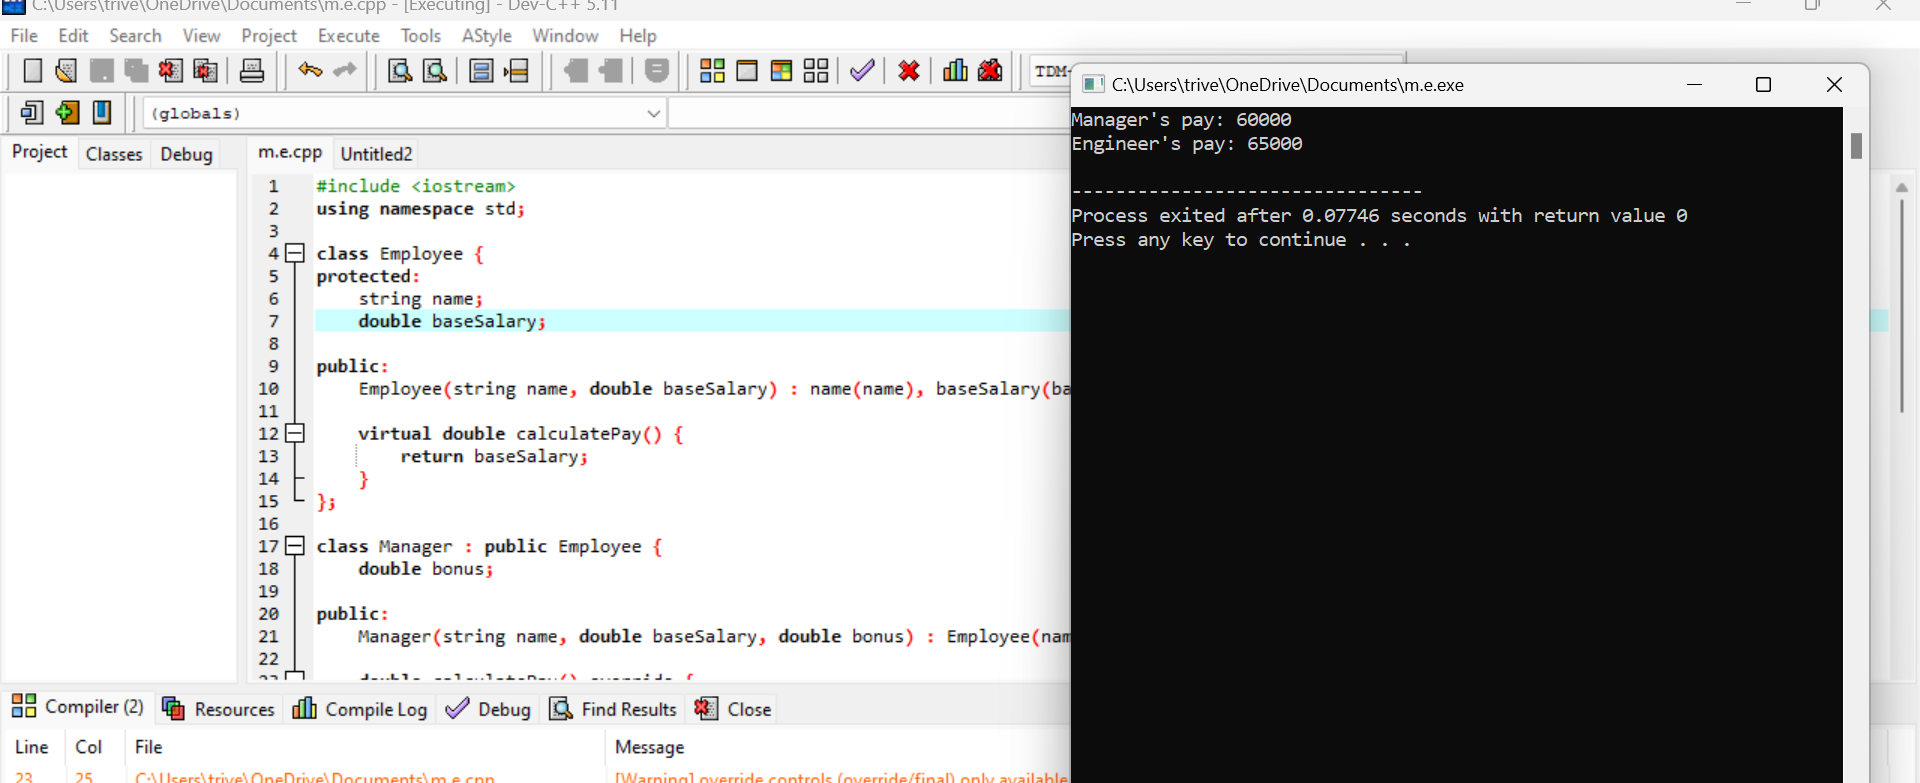 C:\Users\trive\OneDrive\Documents\m.e.cpp - [Executing] - Dev-C++ 5.11
File Edit Search View Project Execute Tools AStyle Window Help
TDM-
(globals)
Project Classes Debug
m.e.cpp Untitled2
1 #include <iostream>
2 using namespace std;
3
4 class Employee {
5 protected:
6 string name;
7 double baseSalary;
8
9 public:
10 Employee(string name, double baseSalary) : name(name), baseSalary(ba
11
12 virtual double calculatePay() {
13 return baseSalary;
14 }
15 };
16
17 class Manager : public Employee {
18 double bonus;
19
20 public:
21 Manager(string name, double baseSalary, double bonus) : Employee(nam
22
23 double calculatePay() override {
C:\Users\trive\OneDrive\Documents\m.e.exe
Manager's pay: 60000
Engineer's pay: 65000
--------------------------------
Process exited after 0.07746 seconds with return value 0
Press any key to continue . . .
Compiler (2) Resources Compile Log Debug Find Results Close
Line Col File Message
23 25 C:\Users\trive\OneDrive\Documents\m.e.cpp [Warning] override controls (override/final) only available